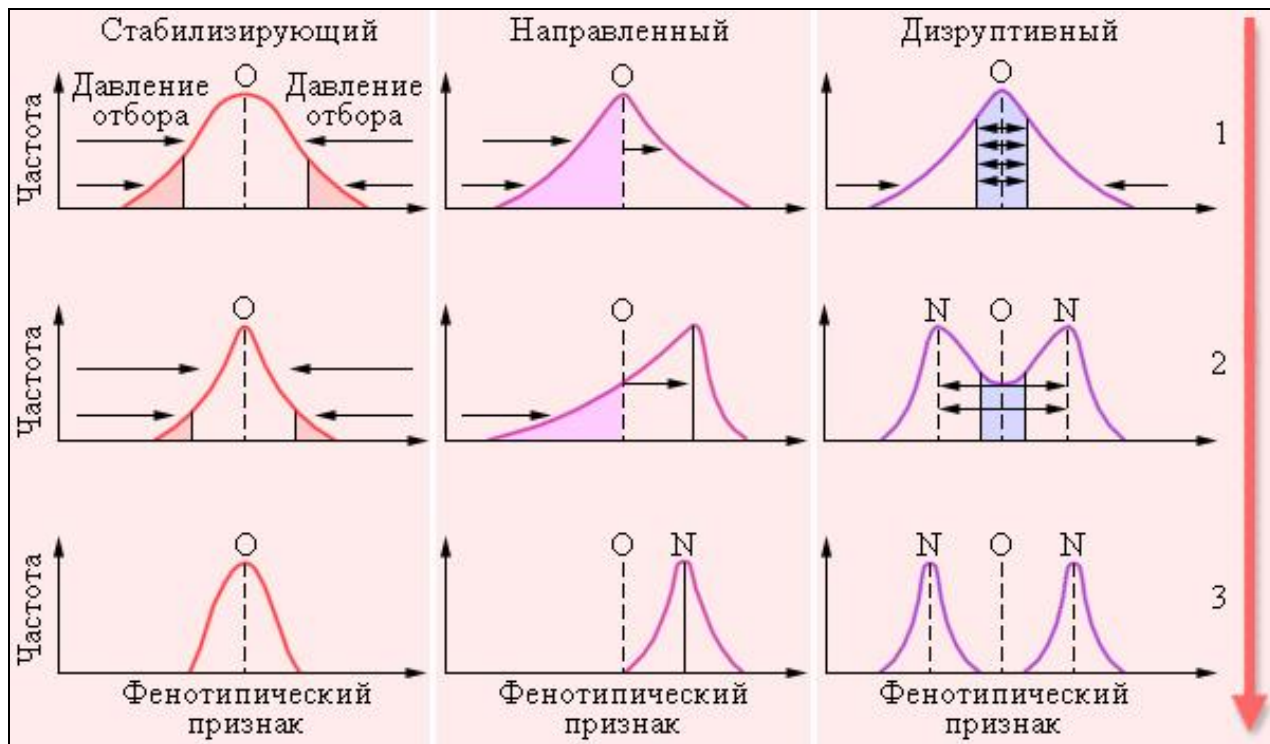 Стабилизирующий
Направленный
Дизруптивный
О
О
О
Давление
отбора
Давление
отбора
Частота
1
О
О
N О N
Частота
2
О
О N
N О N
Частота
3
Фенотипический
признак
Фенотипический
признак
Фенотипический
признак